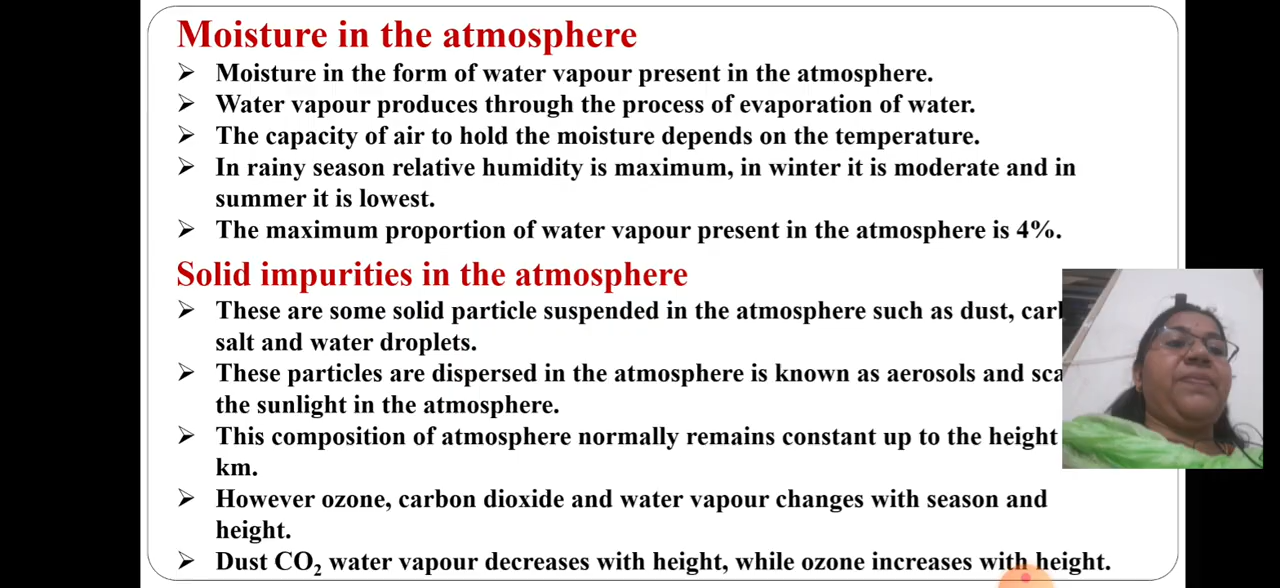 Moisture in the atmosphere
➢ Moisture in the form of water vapour present in the atmosphere.
➢ Water vapour produces through the process of evaporation of water.
➢ The capacity of air to hold the moisture depends on the temperature.
➢ In rainy season relative humidity is maximum, in winter it is moderate and in
summer it is lowest.
➢ The maximum proportion of water vapour present in the atmosphere is 4%.
Solid impurities in the atmosphere
➢ These are some solid particle suspended in the atmosphere such as dust,
salt and water droplets.
➢ These particles are dispersed in the atmosphere is known as aerosols and
the sunlight in the atmosphere.
➢ This composition of atmosphere normally remains constant up to the height
km.
➢ However ozone, carbon dioxide and water vapour changes with season and
height.
➢ Dust CO₂ water vapour decreases with height, while ozone increases with height.